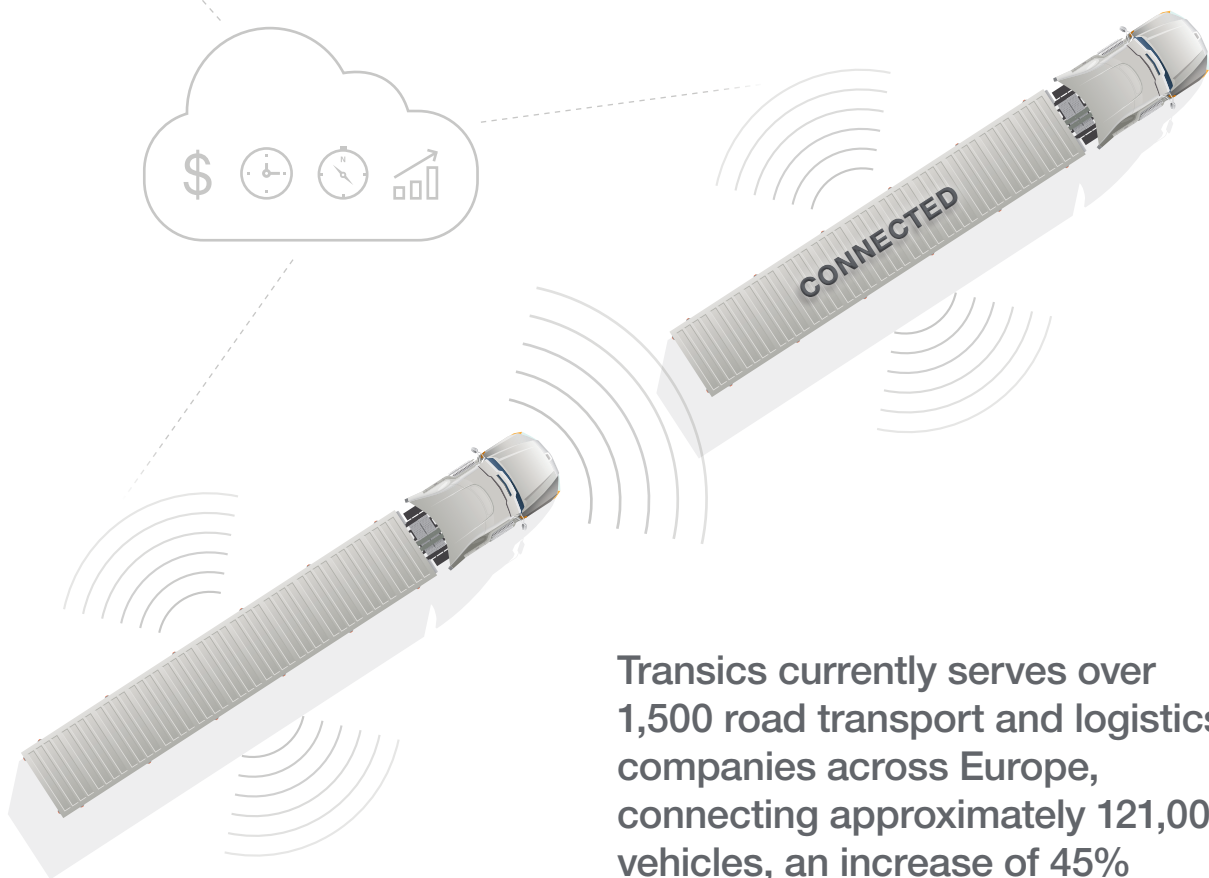 $
N
CONNECTED
Transics currently serves over
1,500 road transport and logistics
companies across Europe,
connecting approximately 121,00
vehicles, an increase of 45%